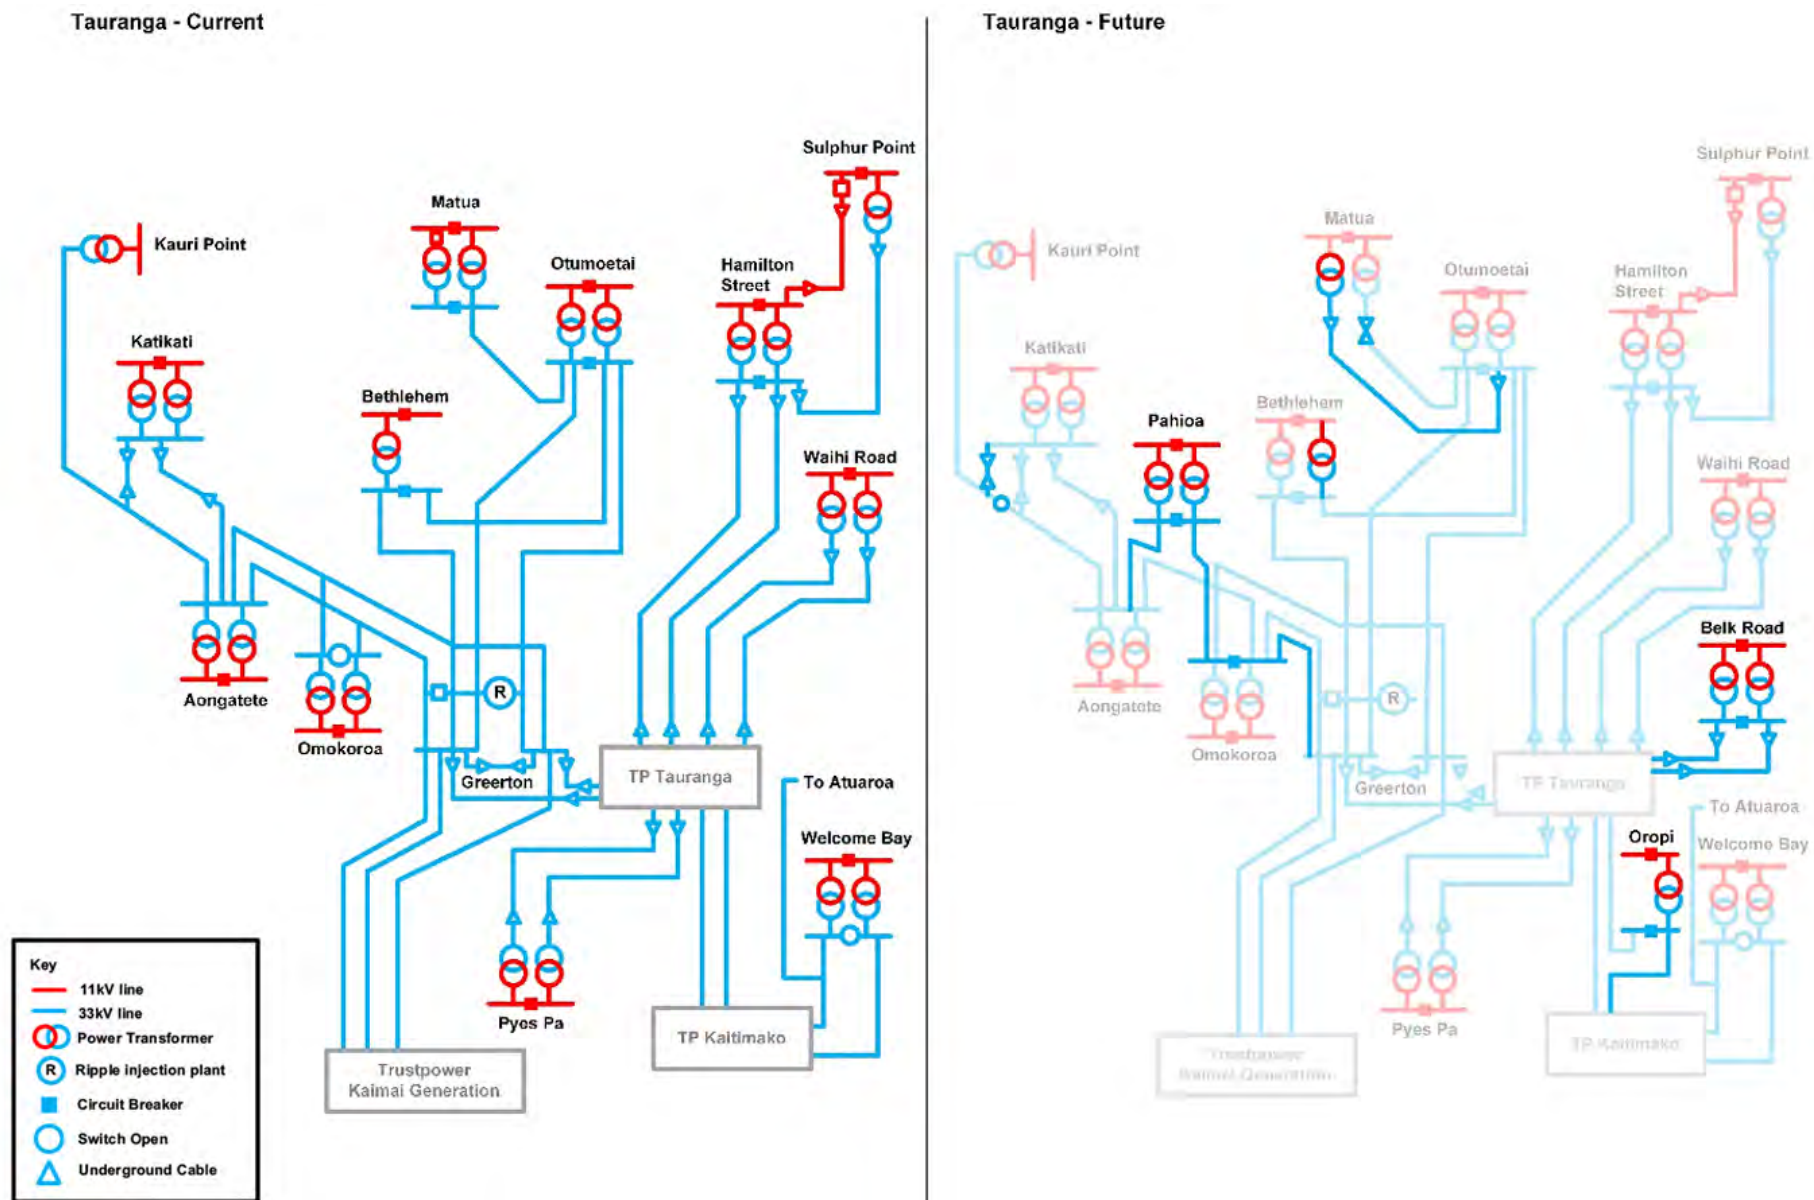 Tauranga - Current
Sulphur Point
Matua
Kauri Point
Otumoetai
Hamilton
Street
Katikati
Bethlehem
Waihi Road
Aongatete
R
Omokoroa
Greerton
TP Tauranga
To Atuaroa
Welcome Bay
Pyes Pa
TP Kaitimako
Trustpower
Kaimai Generation
Key
11kV line
33kV line
Power Transformer
R
Ripple injection plant
Circuit Breaker
Switch Open
Underground Cable
Tauranga - Future
Sulphur Point
Matua
Kauri Point
Otumoetai
Hamilton
Street
Katikati
Bethlehem
Pahioa
Waihi Road
Belk Road
Aongatete
R
Omokoroa
Greerton
TP Tauranga
To Atuaroa
Oropi
Welcome Bay
Pyes Pa
TP Kaitimako
Trustpower
Kaimai Generation